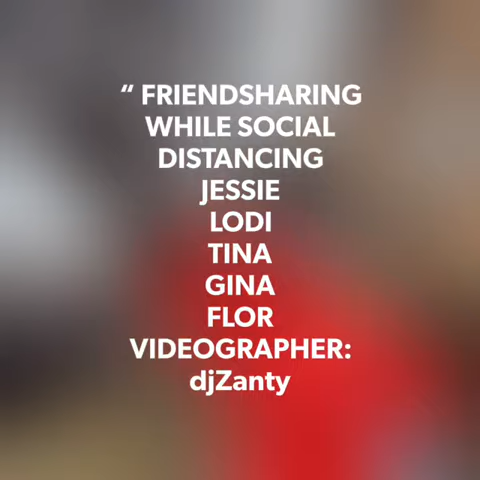 “ FRIENDSHARING
WHILE SOCIAL
DISTANCING
JESSIE
LODI
TINA
GINA
FLOR
VIDEOGRAPHER:
djZanty